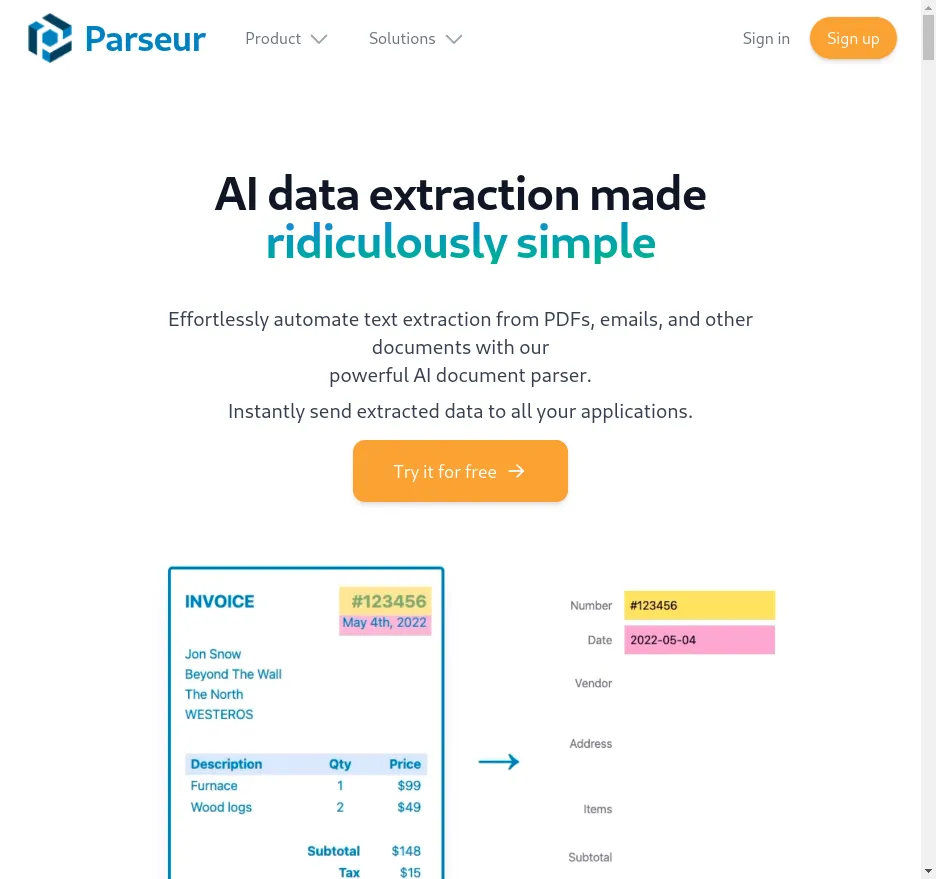 Parseur
Product
Solutions
Sign in
Sign up
AI data extraction made
ridiculously simple
Effortlessly automate text extraction from PDFs, emails, and other
documents with our
powerful AI document parser.
Instantly send extracted data to all your applications.
Try it for free →
INVOICE
#123456
May 4th, 2022
Jon Snow
Beyond The Wall
The North
WESTEROS
Description Qty Price
Furnace 1 $99
Wood logs 2 $49
Subtotal $148
Tax $15
Number #123456
Date 2022-05-04
Vendor
Address
Items
Subtotal